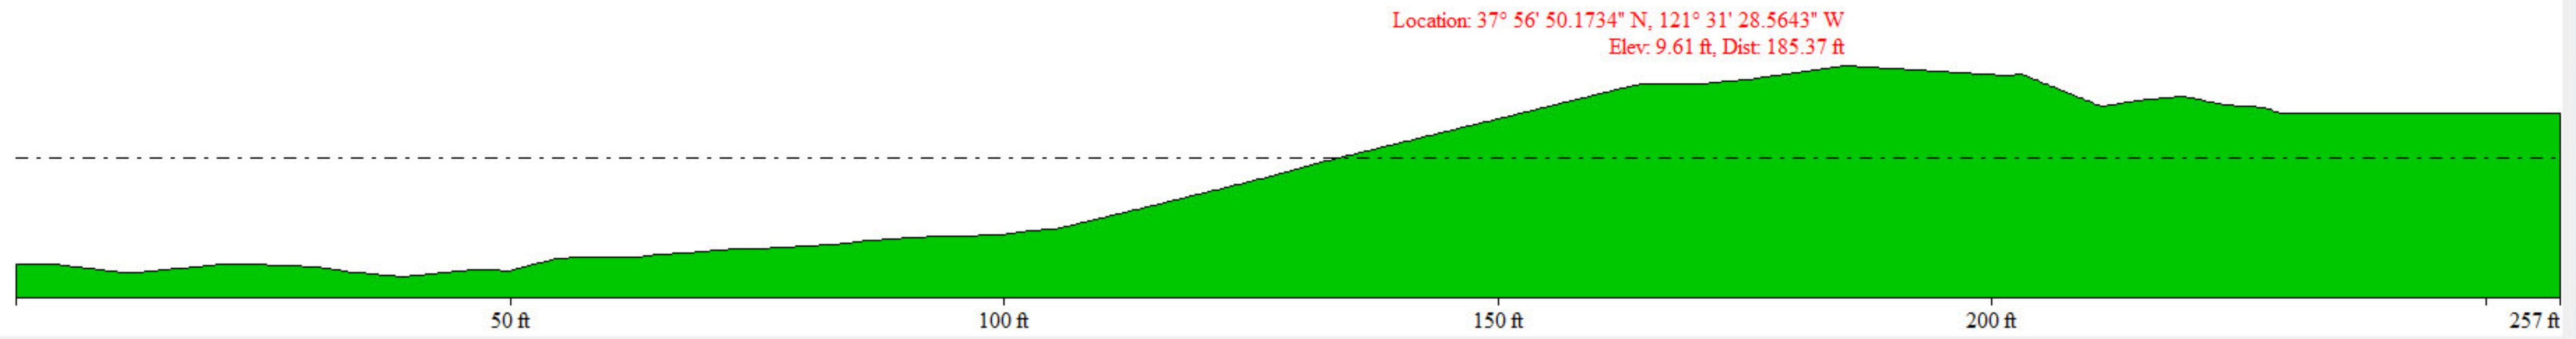 Location: 37° 56' 50.1734" N, 121° 31' 28.5643" W
Elev: 9.61 ft, Dist: 185.37 ft
50 ft 100 ft 150 ft 200 ft 257 ft